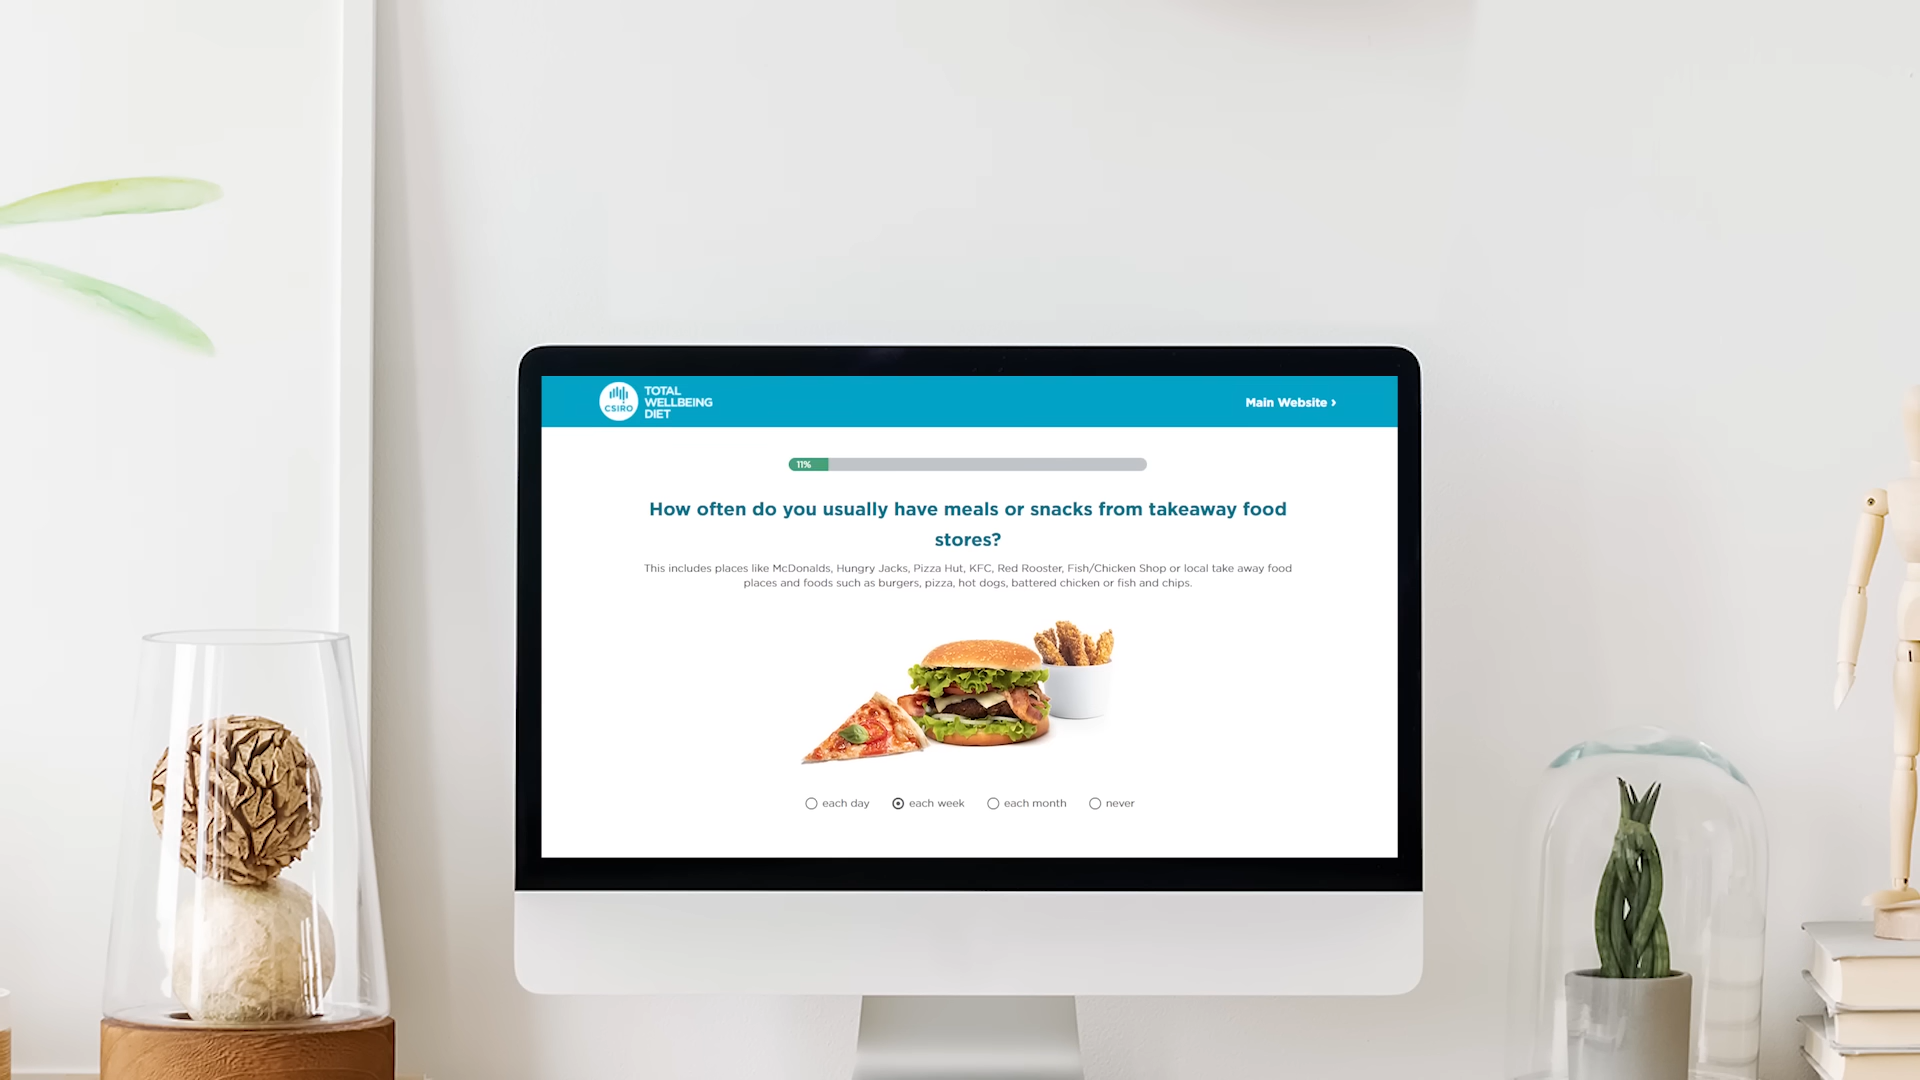 CSIRO
TOTAL
WELLBEING
DIET
Main Website ›
11%
How often do you usually have meals or snacks from takeaway food
stores?
This includes places like McDonalds, Hungry Jacks, Pizza Hut, KFC, Red Rooster, Fish/Chicken Shop or local take away food
places and foods such as burgers, pizza, hot dogs, battered chicken or fish and chips.
each day each week each month never